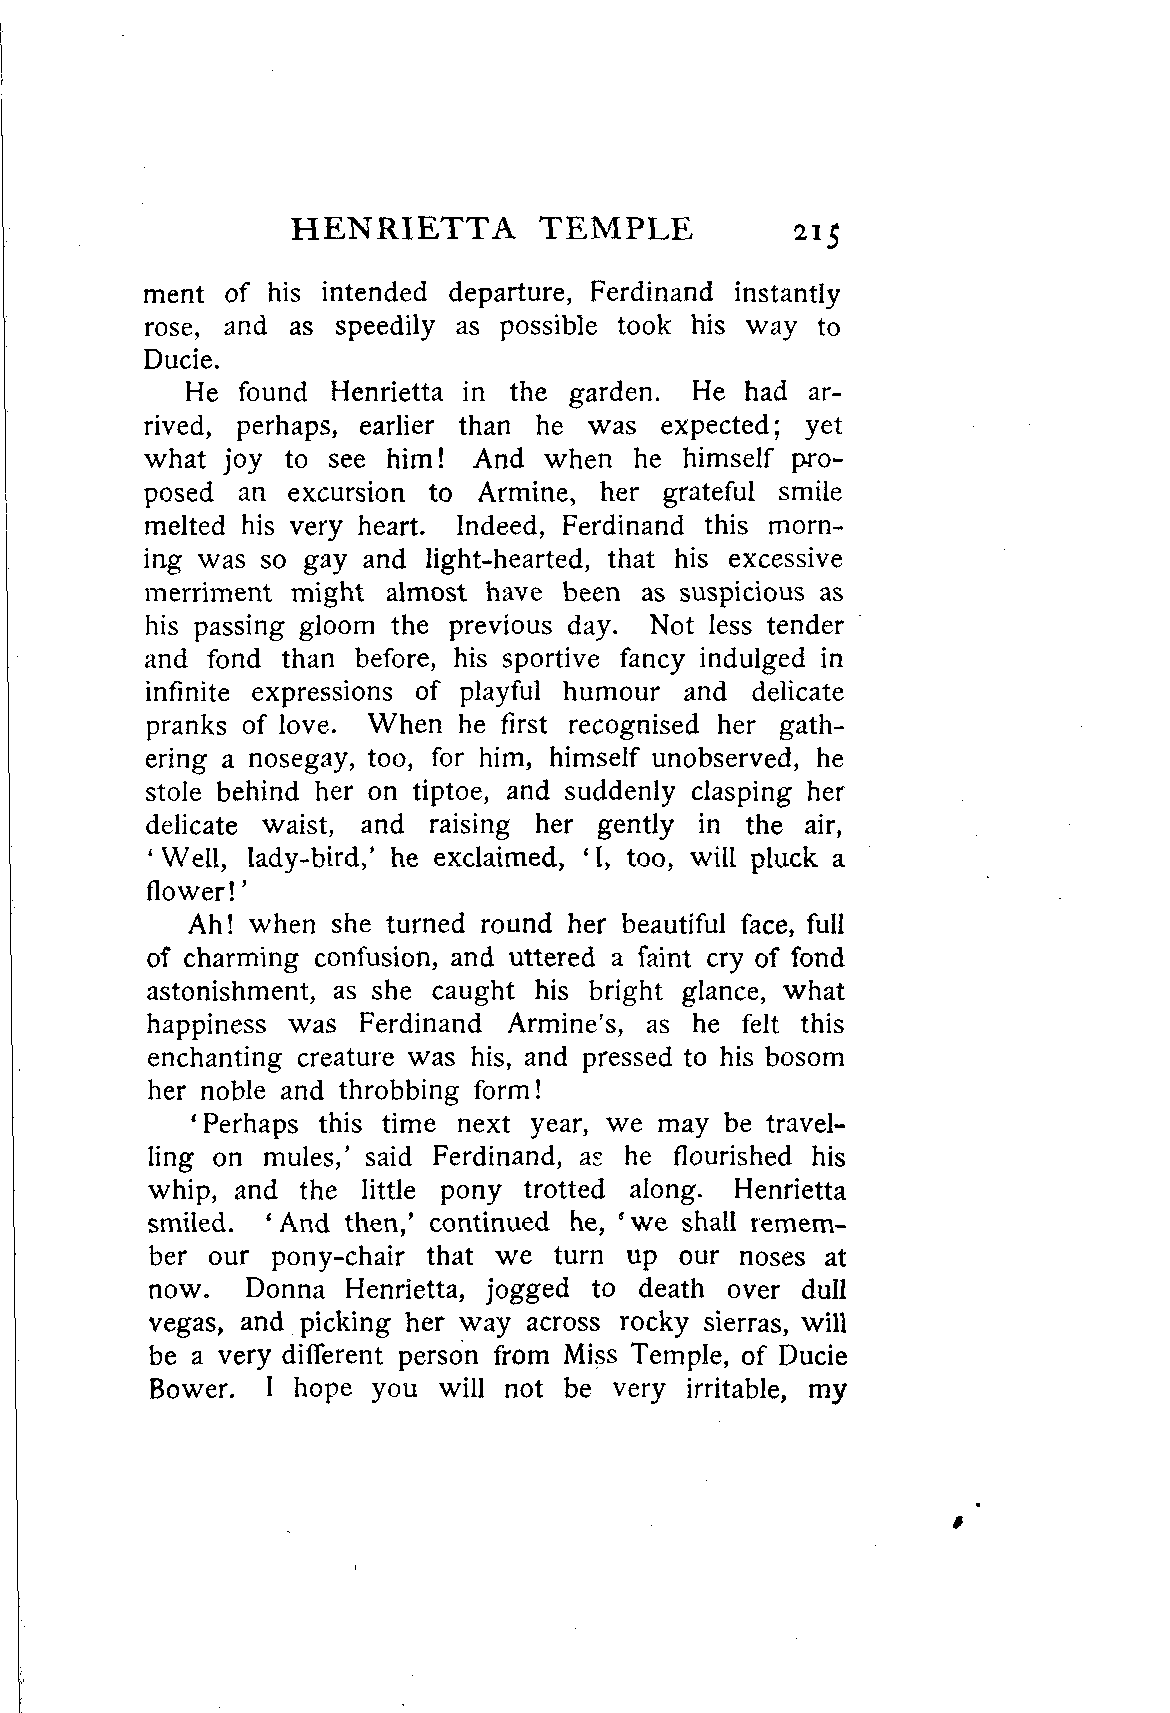 HENRIETTA TEMPLE 215
ment of his intended departure, Ferdinand instantly
rose, and as speedily as possible took his way to
Ducie.
He found Henrietta in the garden. He had ar-
rived, perhaps, earlier than he was expected; yet
what joy to see him! And when he himself pro-
posed an excursion to Armine, her grateful smile
melted his very heart. Indeed, Ferdinand this morn-
ing was so gay and light-hearted, that his excessive
merriment might almost have been as suspicious as
his passing gloom the previous day. Not less tender
and fond than before, his sportive fancy indulged in
infinite expressions of playful humour and delicate
pranks of love. When he first recognised her gath-
ering a nosegay, too, for him, himself unobserved, he
stole behind her on tiptoe, and suddenly clasping her
delicate waist, and raising her gently in the air,
‘Well, lady-bird,’ he exclaimed, ‘I, too, will pluck a
flower!’
Ah! when she turned round her beautiful face, full
of charming confusion, and uttered a faint cry of fond
astonishment, as she caught his bright glance, what
happiness was Ferdinand Armine's, as he felt this
enchanting creature was his, and pressed to his bosom
her noble and throbbing form!
‘Perhaps this time next year, we may be travel-
ling on mules,’ said Ferdinand, as he flourished his
whip, and the little pony trotted along. Henrietta
smiled. ‘And then,’ continued he, ‘we shall remem-
ber our pony-chair that we turn up our noses at
now. Donna Henrietta, jogged to death over dull
vegas, and picking her way across rocky sierras, will
be a very different person from Miss Temple, of Ducie
Bower. I hope you will not be very irritable, my